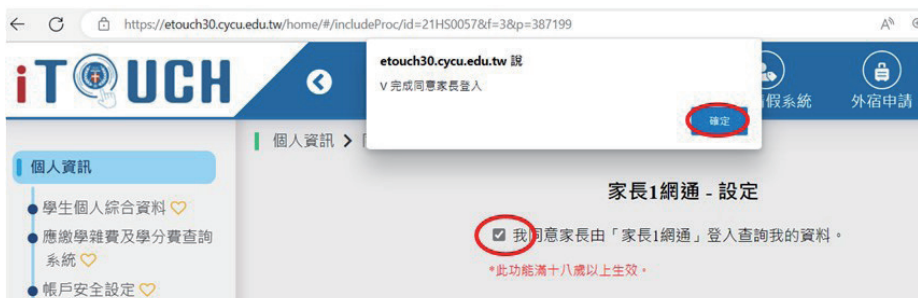 https://etouch30.cycu.edu.tw/home/#/includeProc/id=21HS0057&f=3&p=387199
A
iTOUCH
etouch30.cycu.edu.tw 說
V 完成同意家長登入
確定
假系統
外宿申請
個人資訊 >
個人資訊
學生個人綜合資料
應繳學雜費及學分費查詢
系統
帳戶安全設定
家長1網通 - 設定
我同意家長由「家長1網通」登入查詢我的資料。
*此功能滿十八歲以上生效。